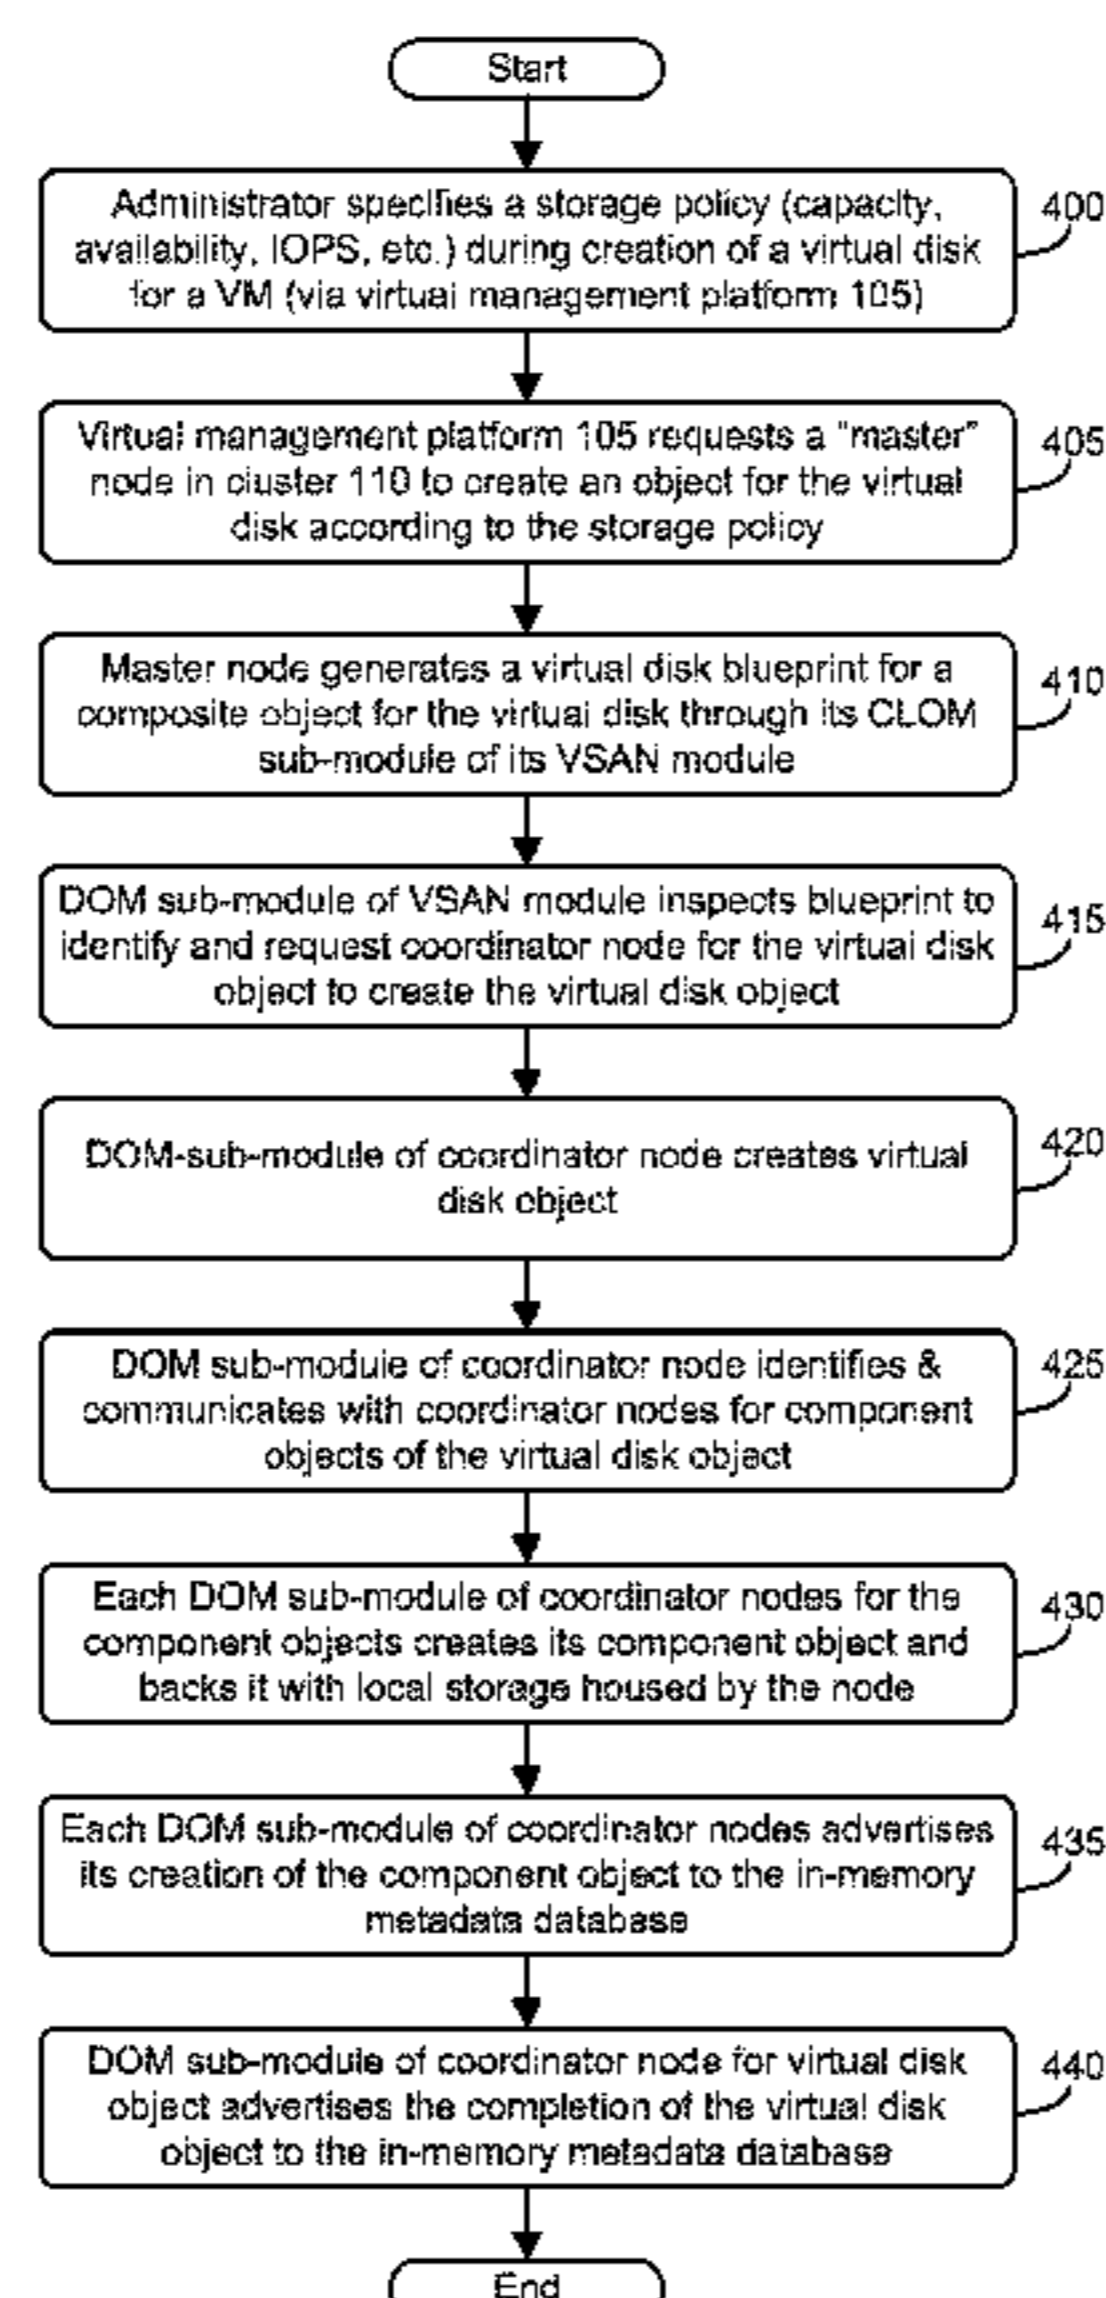 Start
Administrator specifies a storage policy (capacity,
availability, IOPS, etc.) during creation of a virtual disk
for a VM (via virtual management platform 105)
400
Virtual management platform 105 requests a "master"
node in cluster 110 to create an object for the virtual
disk according to the storage policy
405
Master node generates a virtual disk blueprint for a
composite object for the virtual disk through its CLOM
sub-module of its VSAN module
410
DOM sub-module of VSAN module inspects blueprint to
identify and request coordinator node for the virtual disk
object to create the virtual disk object
415
DOM-sub-module of coordinator node creates virtual
disk object
420
DOM sub-module of coordinator node identifies &
communicates with coordinator nodes for component
objects of the virtual disk object
425
Each DOM sub-module of coordinator nodes for the
component objects creates its component object and
backs it with local storage housed by the node
430
Each DOM sub-module of coordinator nodes advertises
its creation of the component object to the in-memory
metadata database
435
DOM sub-module of coordinator node for virtual disk
object advertises the completion of the virtual disk
object to the in-memory metadata database
440
End